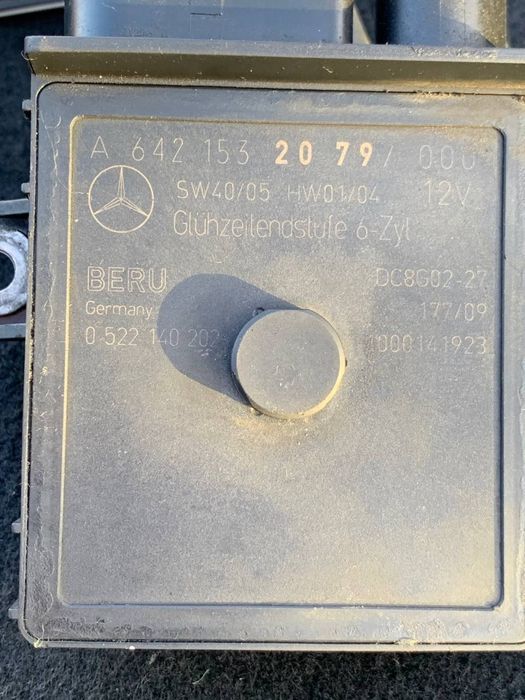 A 642 153 20 79/ 000
SW40/05 HW01/04 12V
Glühzeitendstufe 6-Zyl
BERU DC8G02-27
Germany 177/09
0 522 140 202 1000141923